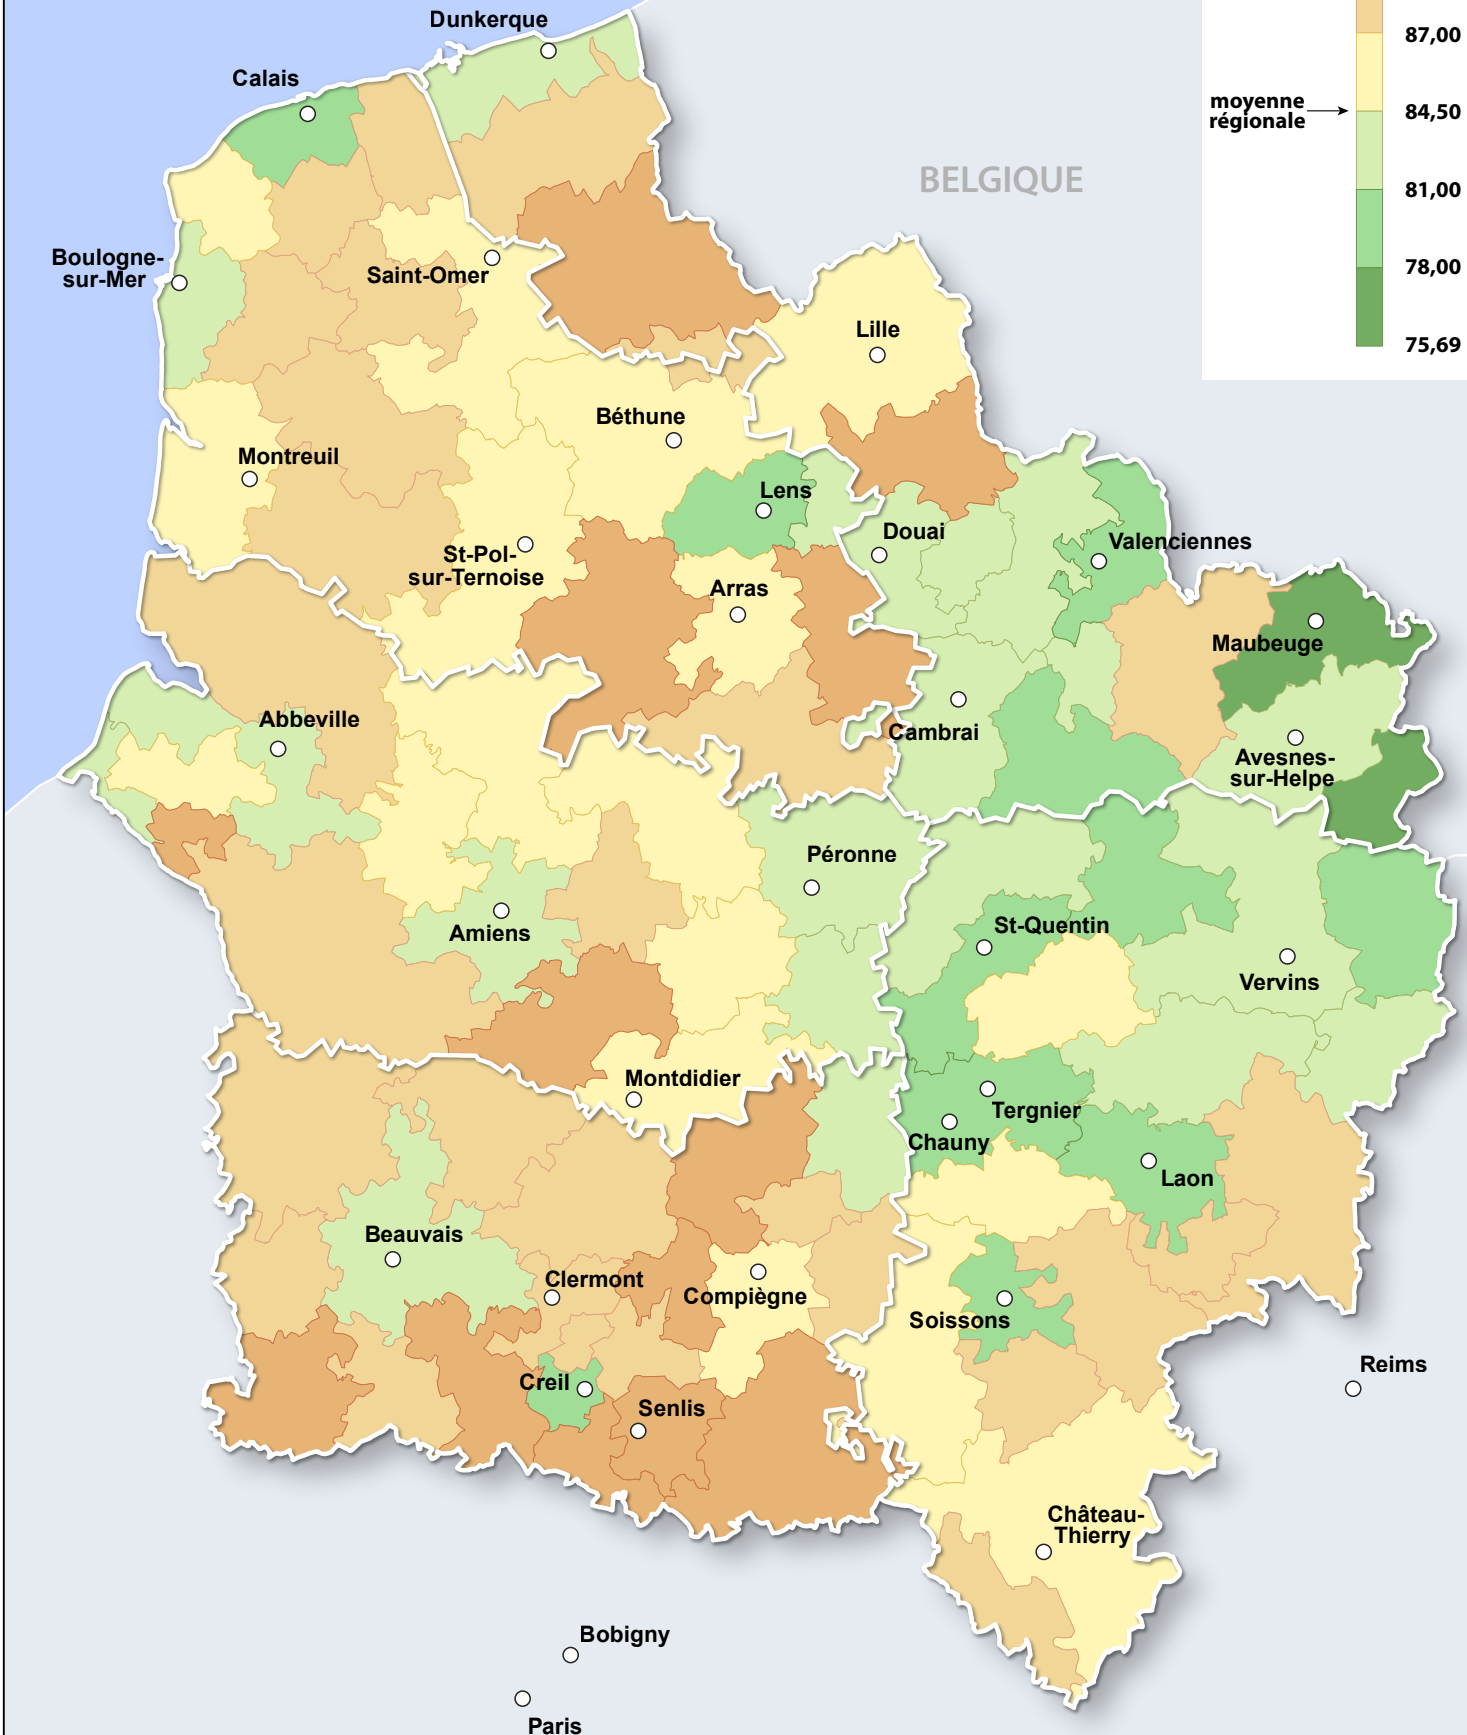 Dunkerque
87,00
Calais
moyenne
régionale
84,50
BELGIQUE
81,00
Boulogne-
sur-Mer
Saint-Omer
78,00
Lille
75,69
Béthune
Montreuil
Lens
Douai
Valenciennes
St-Pol-
sur-Ternoise
Arras
Maubeuge
Abbeville
Cambrai
Avesnes-
sur-Helpe
Péronne
Amiens
St-Quentin
Vervins
Montdidier
Tergnier
Chauny
Laon
Beauvais
Clermont
Compiègne
Soissons
Reims
Creil
Senlis
Château-
Thierry
Bobigny
Paris